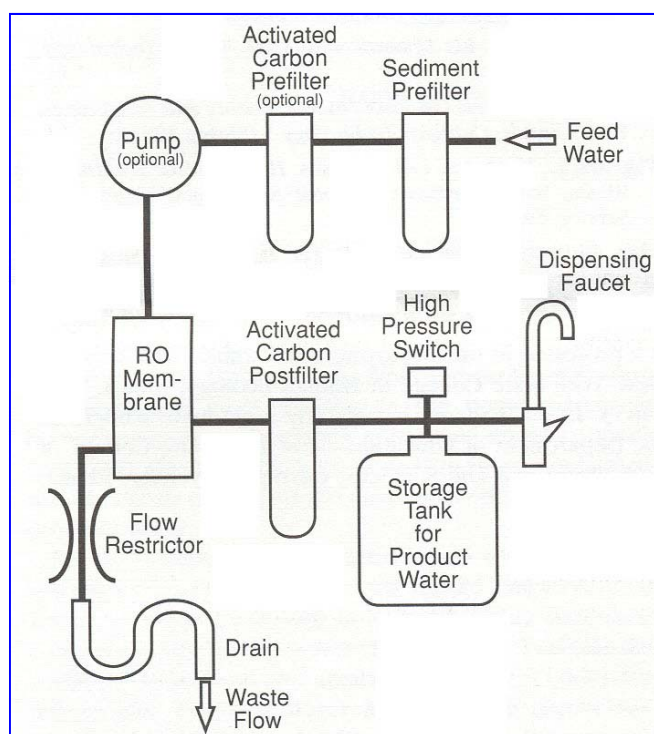 Activated
Carbon
Prefilter
(optional)
Sediment
Prefilter
Pump
(optional)
Feed
Water
Dispensing
Faucet
High
Pressure
Switch
RO
Mem-
brane
Activated
Carbon
Postfilter
Storage
Tank
for
Product
Water
Flow
Restrictor
Drain
Waste
Flow